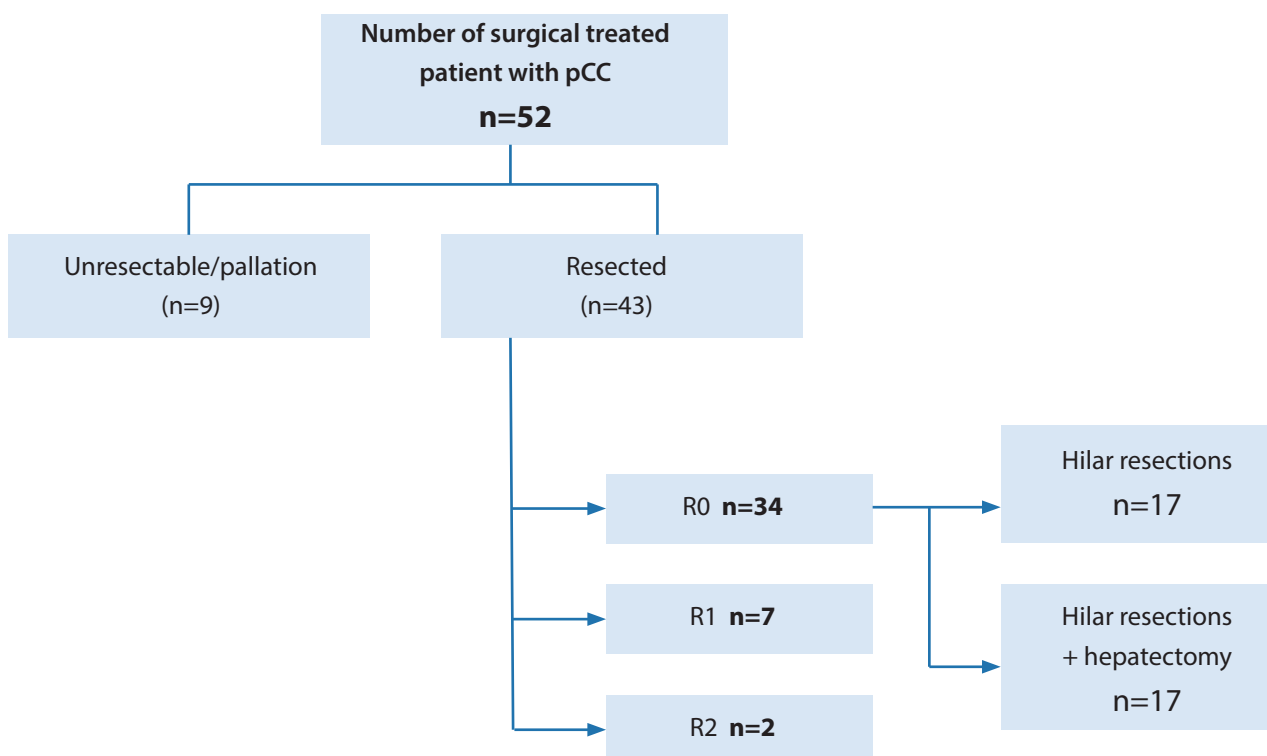 Number of surgical treated
patient with pCC
n=52
Unresectable/pallation
(n=9)
Resected
(n=43)
R0 n=34
R1 n=7
R2 n=2
Hilar resections
n=17
Hilar resections
+ hepatectomy
n=17